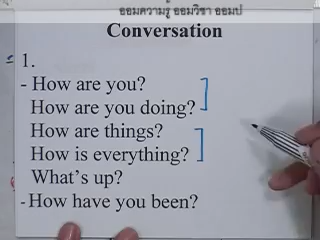 ออมความรู้ ออมวิชา ออมป
Conversation
1.
- How are you?
How are you doing?
How are things?
How is everything?
What's up?
- How have you been?